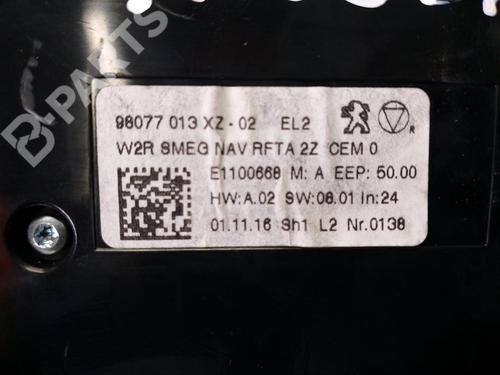 B-PARTS
98077 013 XZ-02 EL2
W2R SMEG NAV RFTA 2Z CEM 0
E1100668 M: A EEP: 50.00
HW:A.02 SW:06.01 In:24
01.11.16 Sh1 L2 Nr.0138
R